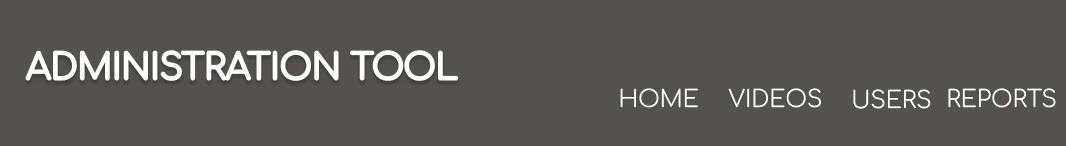 ADMINISTRATION TOOL
HOME VIDEOS USERS REPORTS